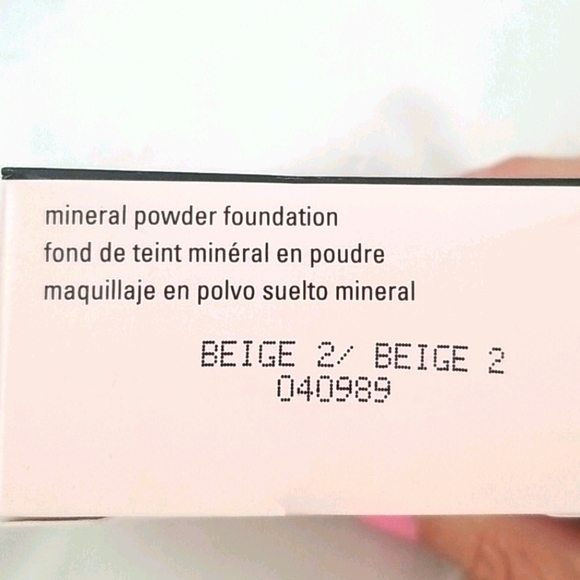 mineral powder foundation
fond de teint minéral en poudre
maquillaje en polvo suelto mineral
BEIGE 2/ BEIGE 2
040989